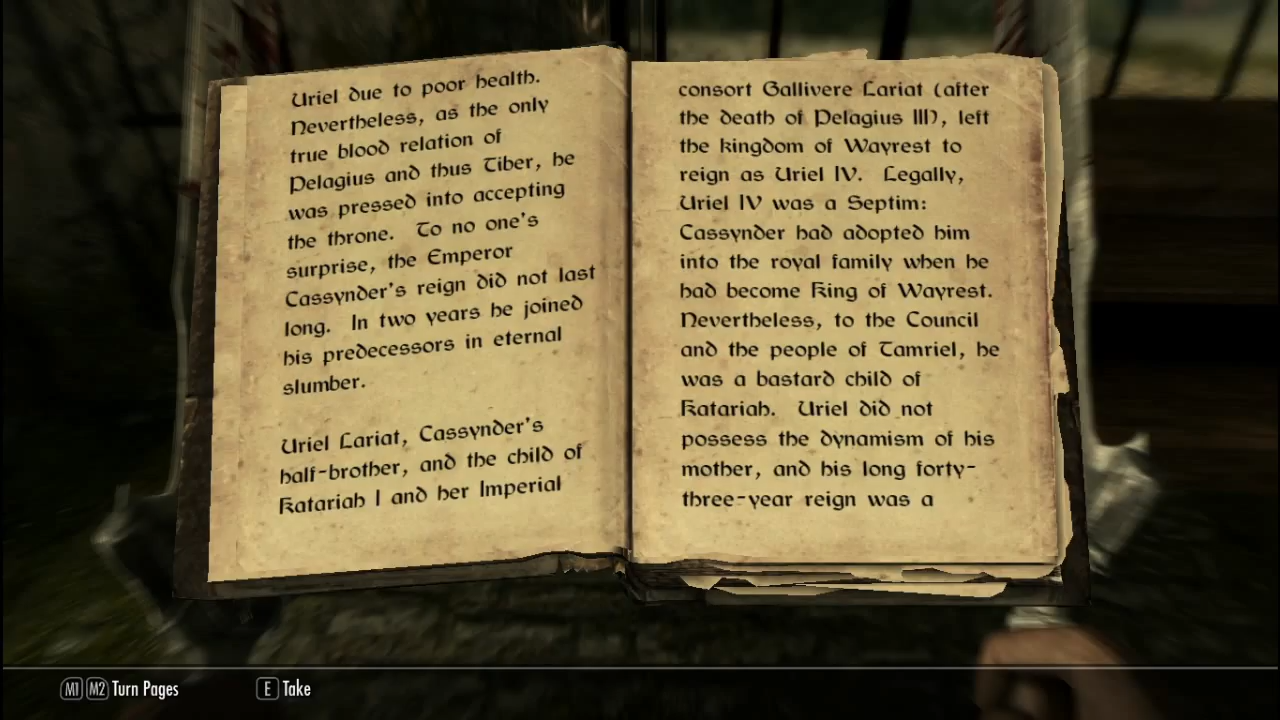 Uriel due to poor health.
Nevertheless, as the only
true blood relation of
Pelagius and thus Tiber, he
was pressed into accepting
the throne.  To no one's
surprise, the Emperor
Cassynder's reign did not last
long.  In two years he joined
his predecessors in eternal
slumber.

Uriel Lariat, Cassynder's
half-brother, and the child of
Katariah I and her Imperial
consort Gallivere Lariat (after
the death of Pelagius III), left
the kingdom of Wayrest to
reign as Uriel IV.  Legally,
Uriel IV was a Septim:
Cassynder had adopted him
into the royal family when he
had become King of Wayrest.
Nevertheless, to the Council
and the people of Tamriel, he
was a bastard child of
Katariah.  Uriel did not
possess the dynamism of his
mother, and his long forty-
three-year reign was a
M1 M2 Turn Pages
E Take